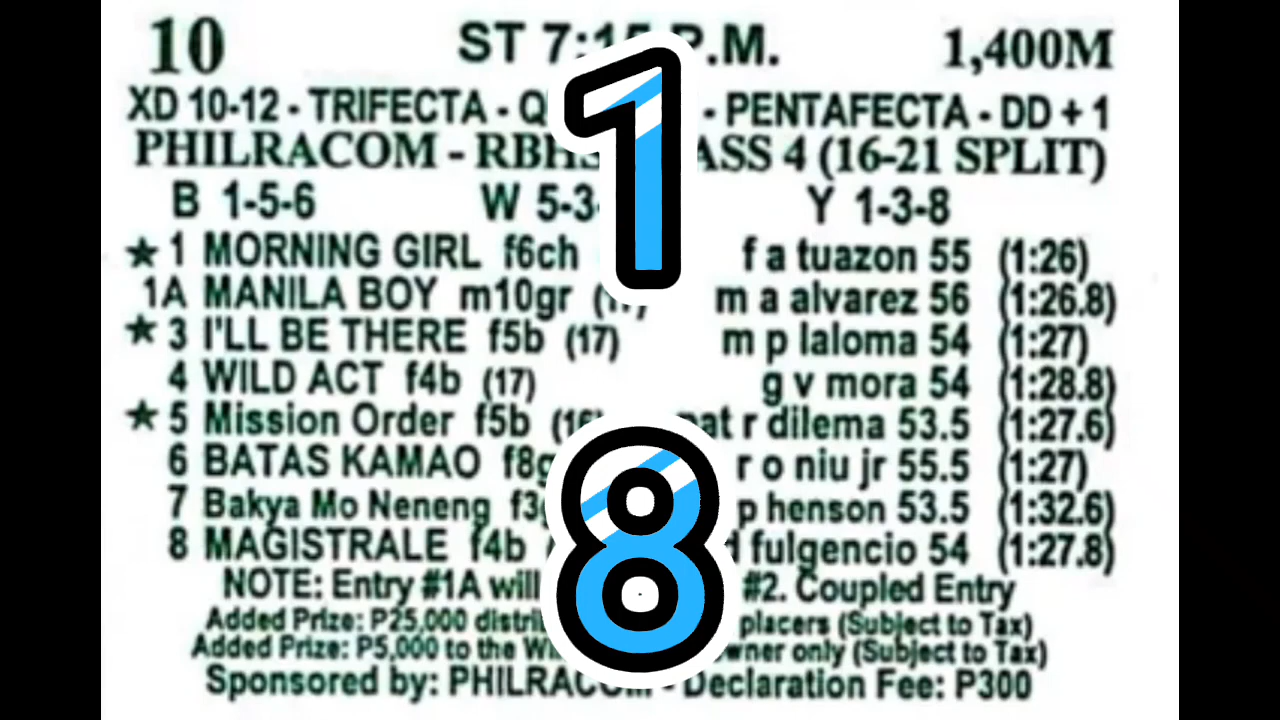 10 ST 7:15 P.M. 1,400M
XD 10-12 - TRIFECTA - - PENTAFECTA - DD + 1
PHILRACOM - 4 (16-21 SPLIT)
B 1-5-6 W 5-3- Y 1-3-8
★ 1 MORNING GIRL f6ch f a tuazon 55 (1:26)
1A MANILA BOY m10gr m a alvarez 56 (1:26.8)
★ 3 I'LL BE THERE f5b (17) m p laloma 54 (1:27)
4 WILD ACT f4b (17) g v mora 54 (1:28.8)
★ 5 Mission Order f5b pat r dilema 53.5 (1:27.6)
6 BATAS KAMAO r o niu jr 55.5 (1:27)
7 Bakya Mo Neneng p henson 53.5 (1:32.6)
8 MAGISTRALE f4b fulgencio 54 (1:27.8)
NOTE: Entry #1A will #2. Coupled Entry
Added Prize: P25,000 placers (Subject to Tax)
Added Prize: P5,000 to the only (Subject to Tax)
Sponsored by: PHILRACOM - Declaration Fee: P300
1
8